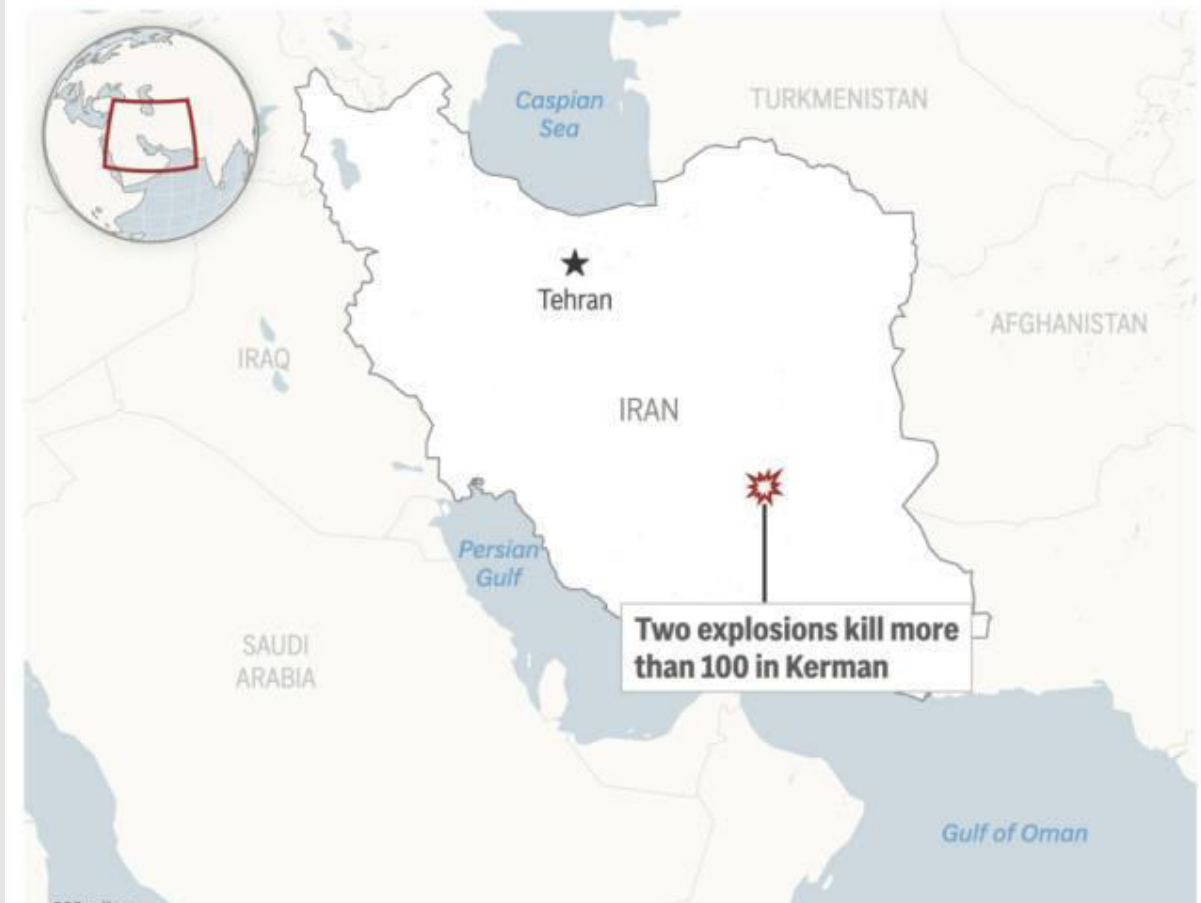 Caspian
Sea
TURKMENISTAN
Tehran
AFGHANISTAN
IRAQ
IRAN
Persian
Gulf
Two explosions kill more
than 100 in Kerman
SAUDI
ARABIA
Gulf of Oman